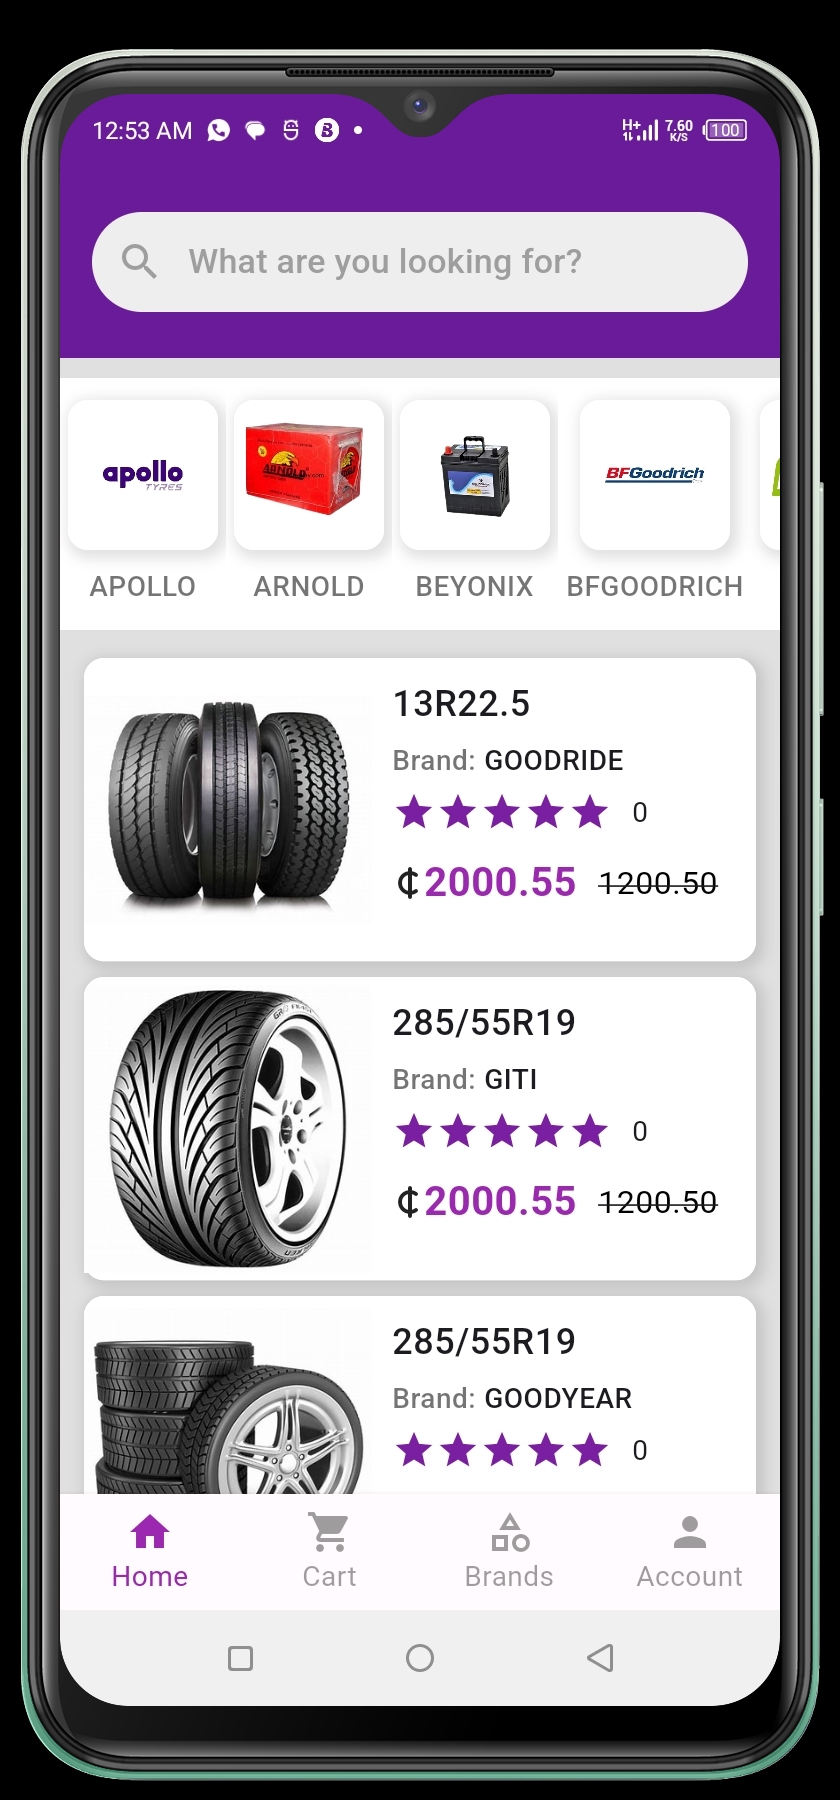 12:53 AM
H+ 7.60 K/S 100
What are you looking for?
apollo
TYRES
ARNOLD
BFGoodrich
APOLLO
ARNOLD
BEYONIX
BFGOODRICH
13R22.5
Brand: GOODRIDE
0
₵2000.55 1200.50
285/55R19
Brand: GITI
0
₵2000.55 1200.50
285/55R19
Brand: GOODYEAR
0
Home
Cart
Brands
Account